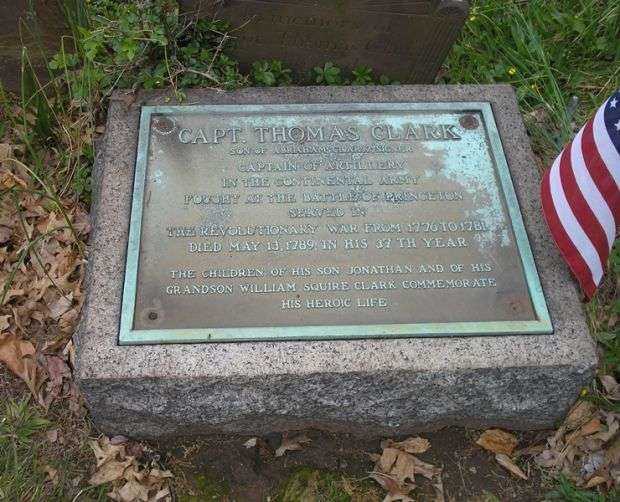 CAPT. THOMAS CLARK
SON OF ABRAHAM CLARK, SIGNER
CAPTAIN OF ARTILLERY
IN THE CONTINENTAL ARMY
FOUGHT AT THE BATTLE OF PRINCETON
SERVED IN
THE REVOLUTIONARY WAR FROM 1776 TO 1781
DIED MAY 13, 1789, IN HIS 37TH YEAR
THE CHILDREN OF HIS SON JONATHAN AND OF HIS
GRANDSON WILLIAM SQUIRE CLARK COMMEMORATE
HIS HEROIC LIFE